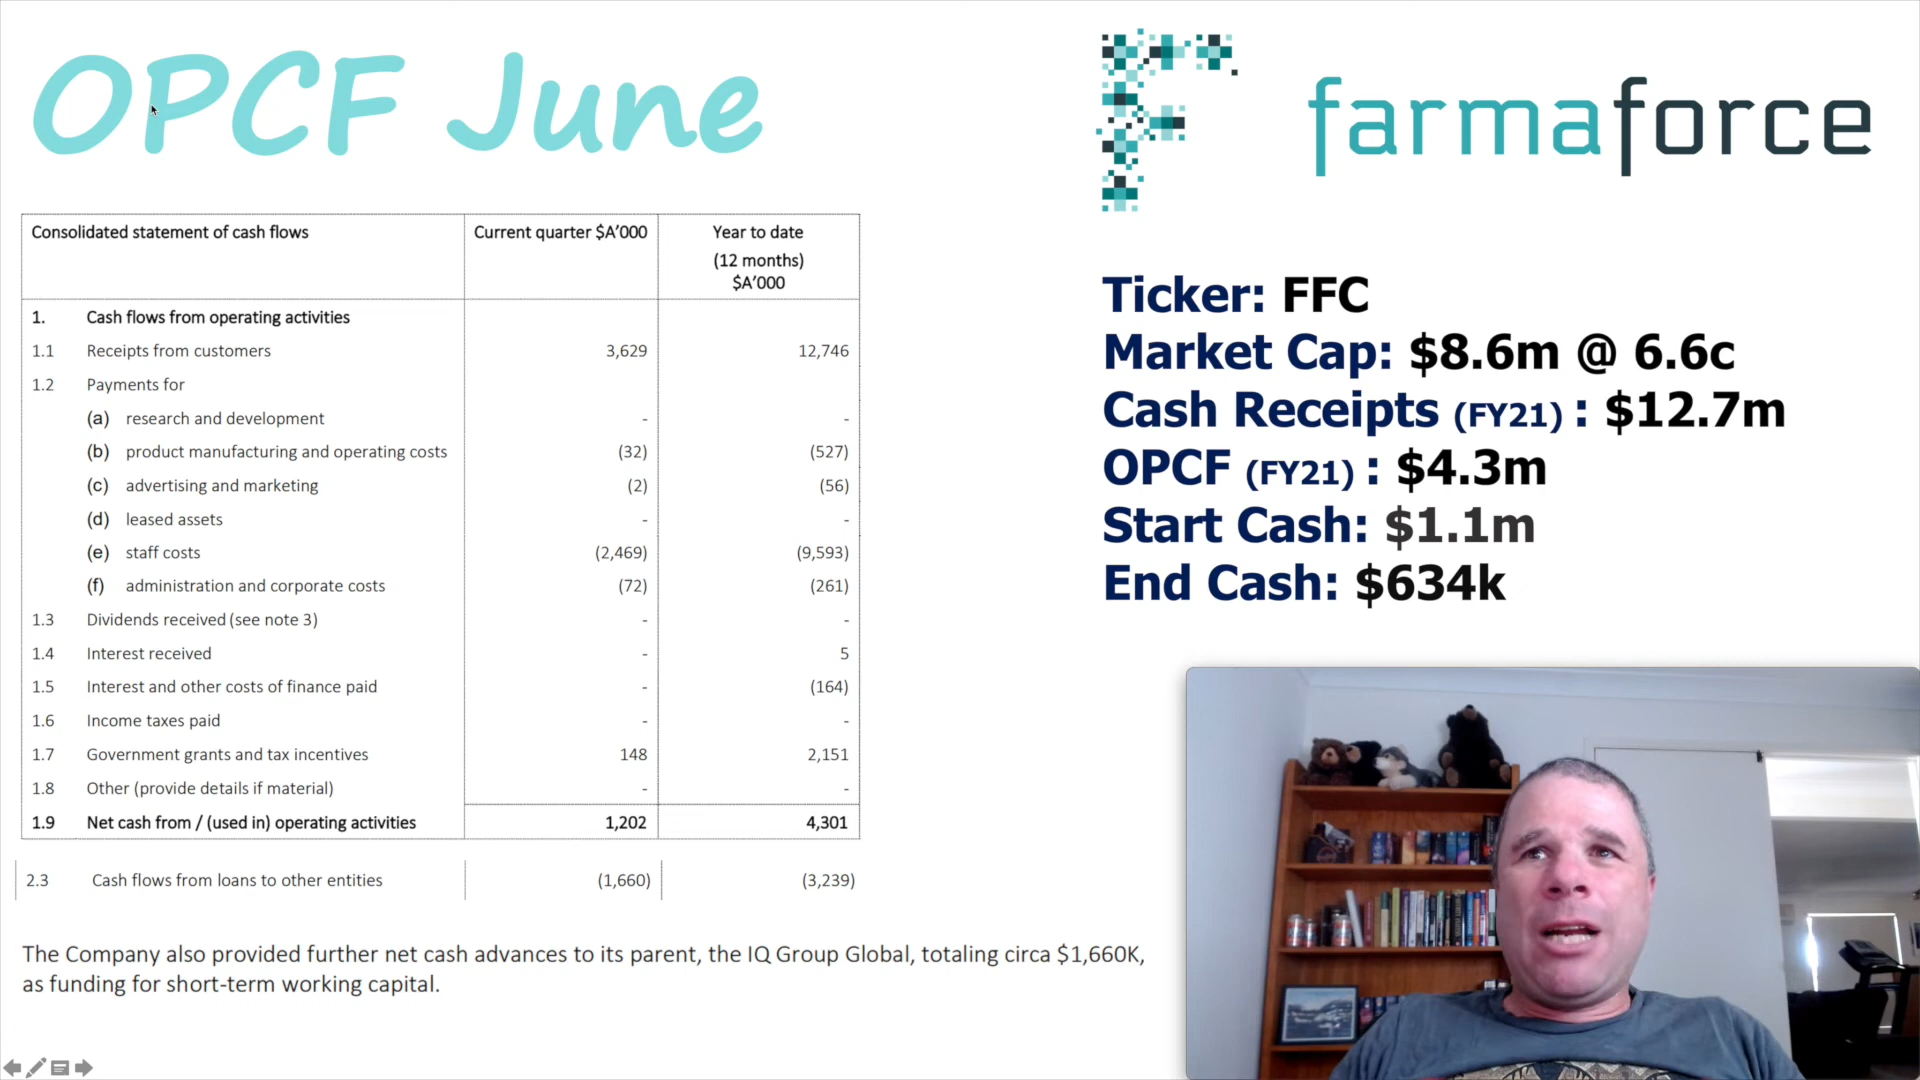 OPCF June
farmaforce
Consolidated statement of cash flows Current quarter $A'000 Year to date
(12 months)
$A'000
1. Cash flows from operating activities
1.1 Receipts from customers 3,629 12,746
1.2 Payments for
(a) research and development - -
(b) product manufacturing and operating costs (32) (527)
(c) advertising and marketing (2) (56)
(d) leased assets - -
(e) staff costs (2,469) (9,593)
(f) administration and corporate costs (72) (261)
1.3 Dividends received (see note 3) - -
1.4 Interest received - 5
1.5 Interest and other costs of finance paid - (164)
1.6 Income taxes paid - -
1.7 Government grants and tax incentives 148 2,151
1.8 Other (provide details if material) - -
1.9 Net cash from / (used in) operating activities 1,202 4,301
2.3 Cash flows from loans to other entities (1,660) (3,239)
The Company also provided further net cash advances to its parent, the IQ Group Global, totaling circa $1,660K,
as funding for short-term working capital.
Ticker: FFC
Market Cap: $8.6m @ 6.6c
Cash Receipts (FY21) : $12.7m
OPCF (FY21) : $4.3m
Start Cash: $1.1m
End Cash: $634k